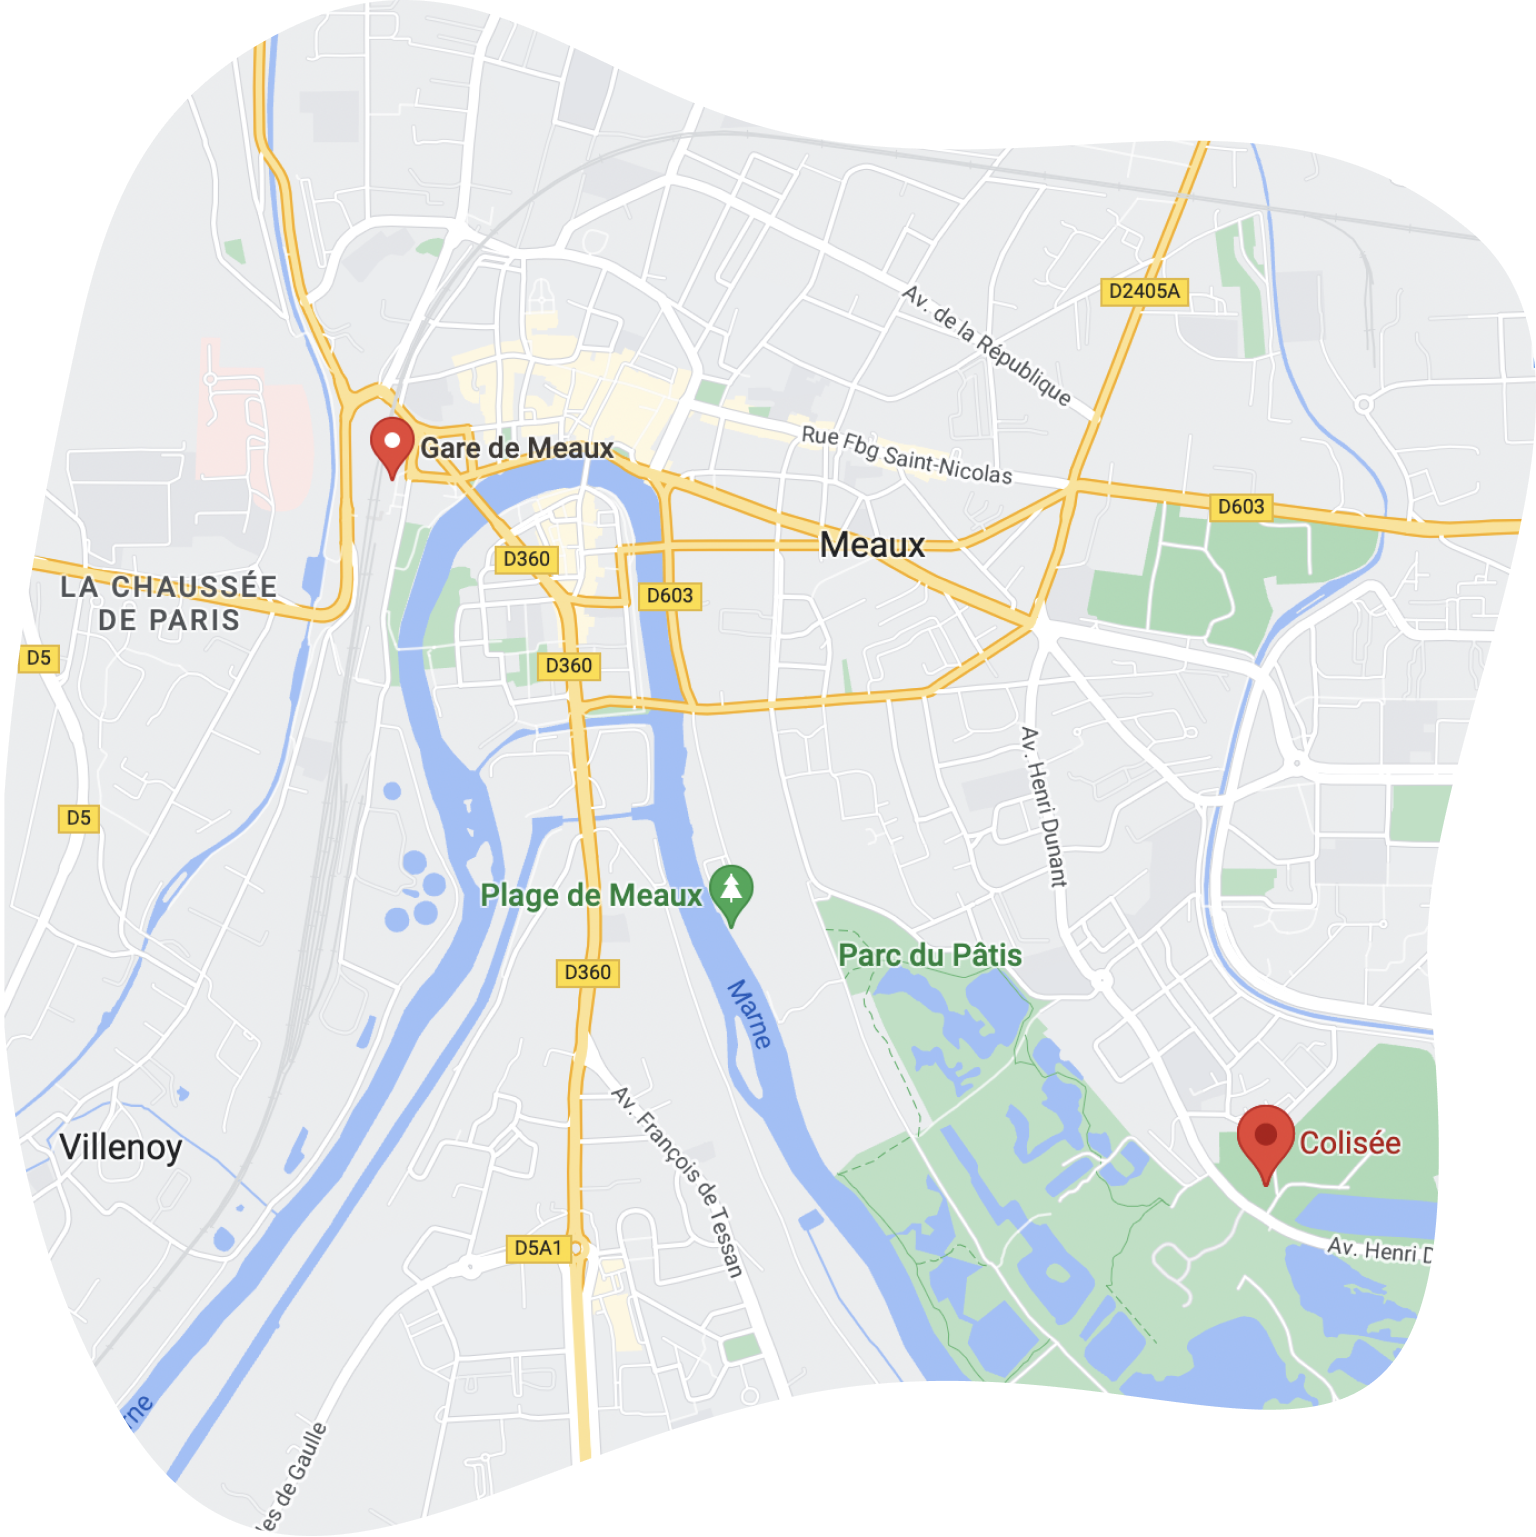 D2405A
Av. de la République
Gare de Meaux
Rue Fbg Saint-Nicolas
D603
Meaux
D360
LA CHAUSSÉE
DE PARIS
D603
D5
D360
Av. Henri Dunant
D5
Plage de Meaux
Parc du Pâtis
D360
Marne
Av. François de Tessan
Villenoy
Colisée
D5A1
Av. Henri D
rne
les de Gaulle